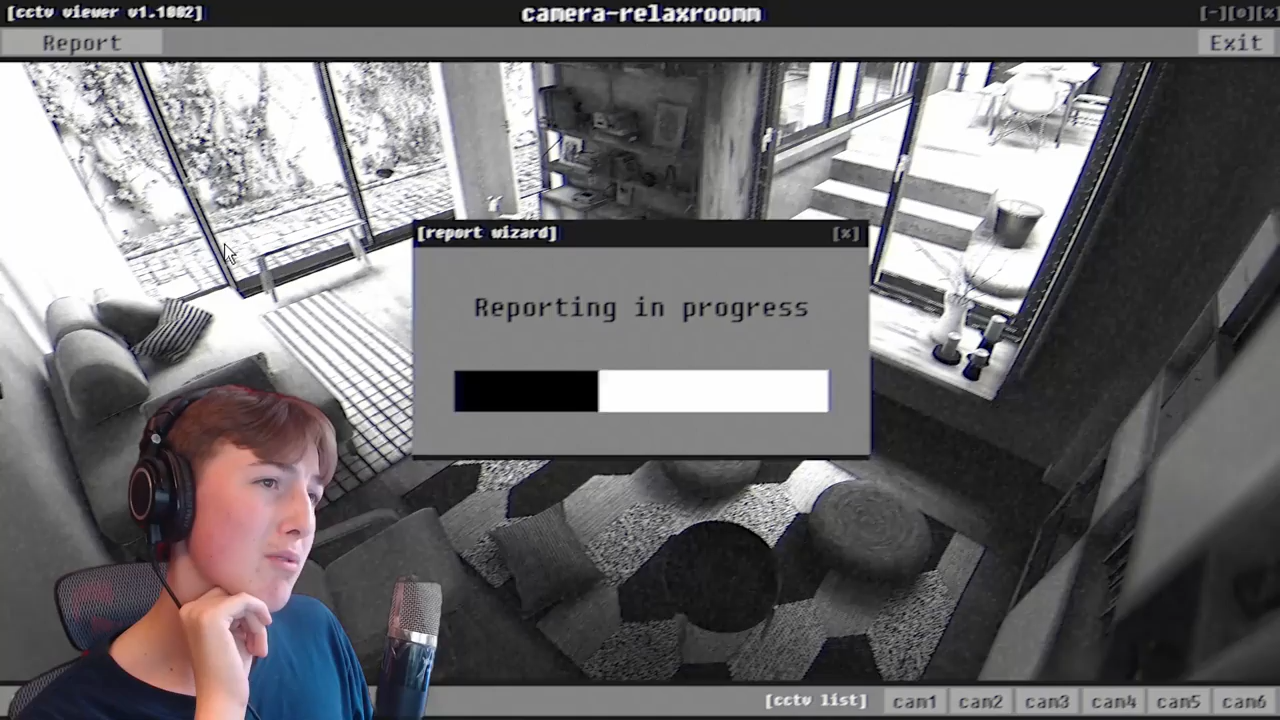 [cctv viewer v1.1002]
camera-relaxroomm
[-][o][x]
Report
Exit
[report wizard]
[x]
Reporting in progress
[cctv list]
cam1
cam2
cam3
cam4
cam5
cam6